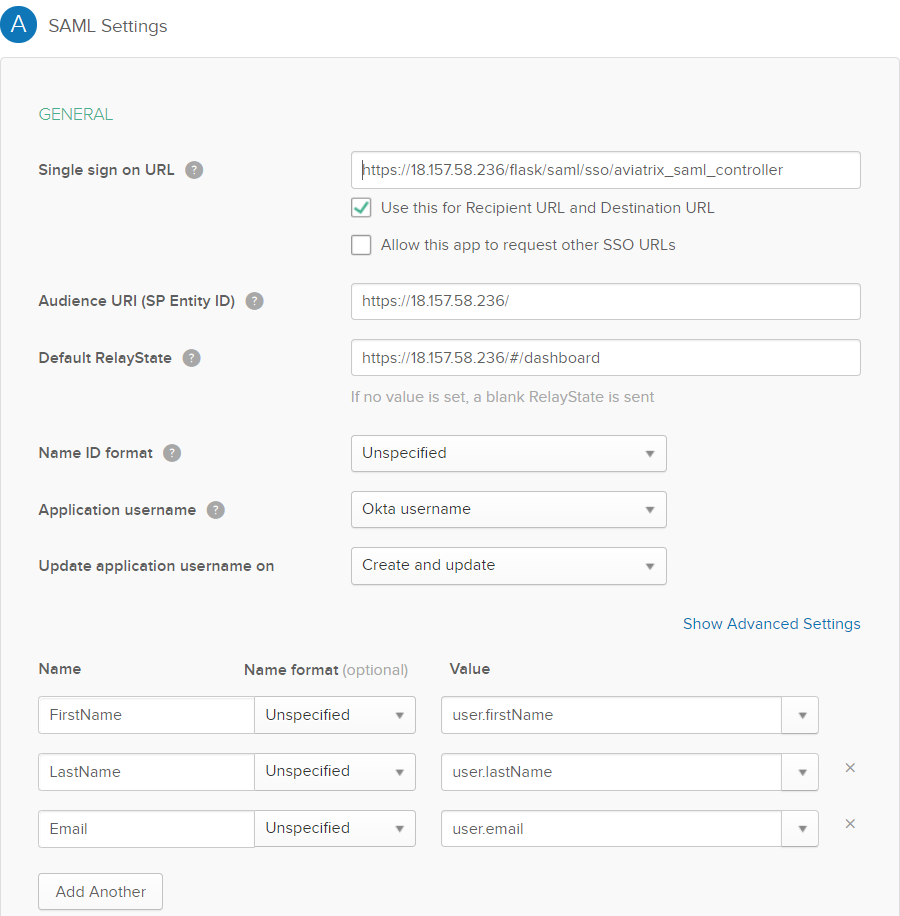 A SAML Settings
GENERAL
Single sign on URL ? https://18.157.58.236/flask/saml/sso/aviatrix_saml_controller
Use this for Recipient URL and Destination URL
Allow this app to request other SSO URLs
Audience URI (SP Entity ID) ? https://18.157.58.236/
Default RelayState ? https://18.157.58.236/#/dashboard
If no value is set, a blank RelayState is sent
Name ID format ? Unspecified
Application username ? Okta username
Update application username on Create and update
Show Advanced Settings
Name Name format (optional) Value
FirstName Unspecified user.firstName
LastName Unspecified user.lastName
Email Unspecified user.email
Add Another